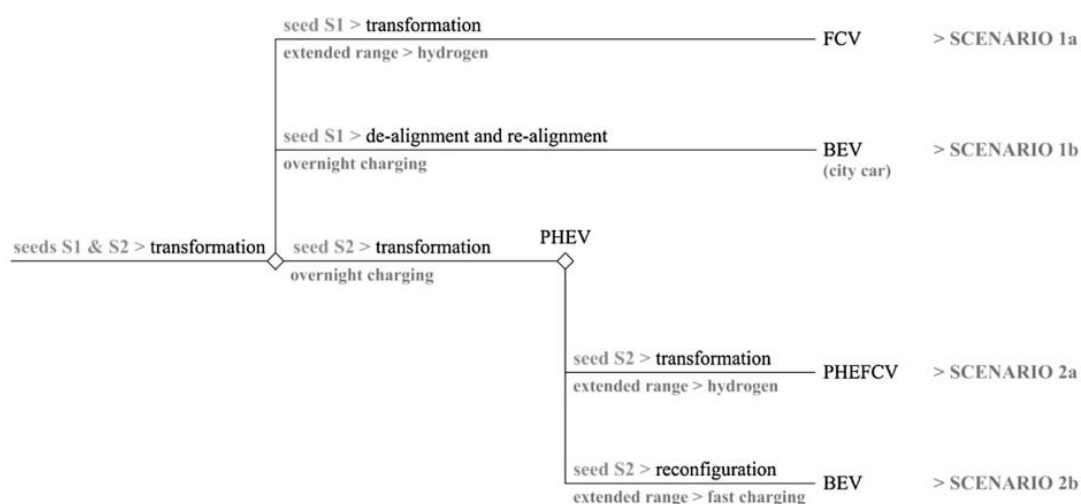 seed S1 > transformation
extended range > hydrogen
FCV
> SCENARIO 1a
seed S1 > de-alignment and re-alignment
overnight charging
BEV
(city car)
> SCENARIO 1b
seeds S1 & S2 > transformation
seed S2 > transformation
overnight charging
PHEV
seed S2 > transformation
extended range > hydrogen
PHEFCV
> SCENARIO 2a
seed S2 > reconfiguration
extended range > fast charging
BEV
> SCENARIO 2b